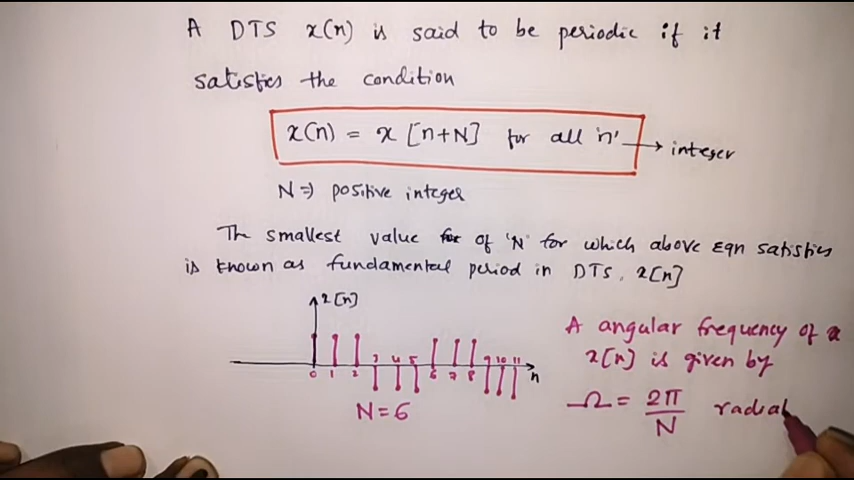 A DTS x(n) is said to be periodic if it
satisfies the condition
x(n) = x [n+N] for all 'n' → integer
N ⇒ positive integer
The smallest value of 'N' for which above Eqn satisfies
is known as fundamental period in DTS, x[n]
x[n]
0 1 2 3 4 5 6 7 8 9 10 11 n
N=6
A angular frequency of a
x[n] is given by
Ω = 2π/N radial